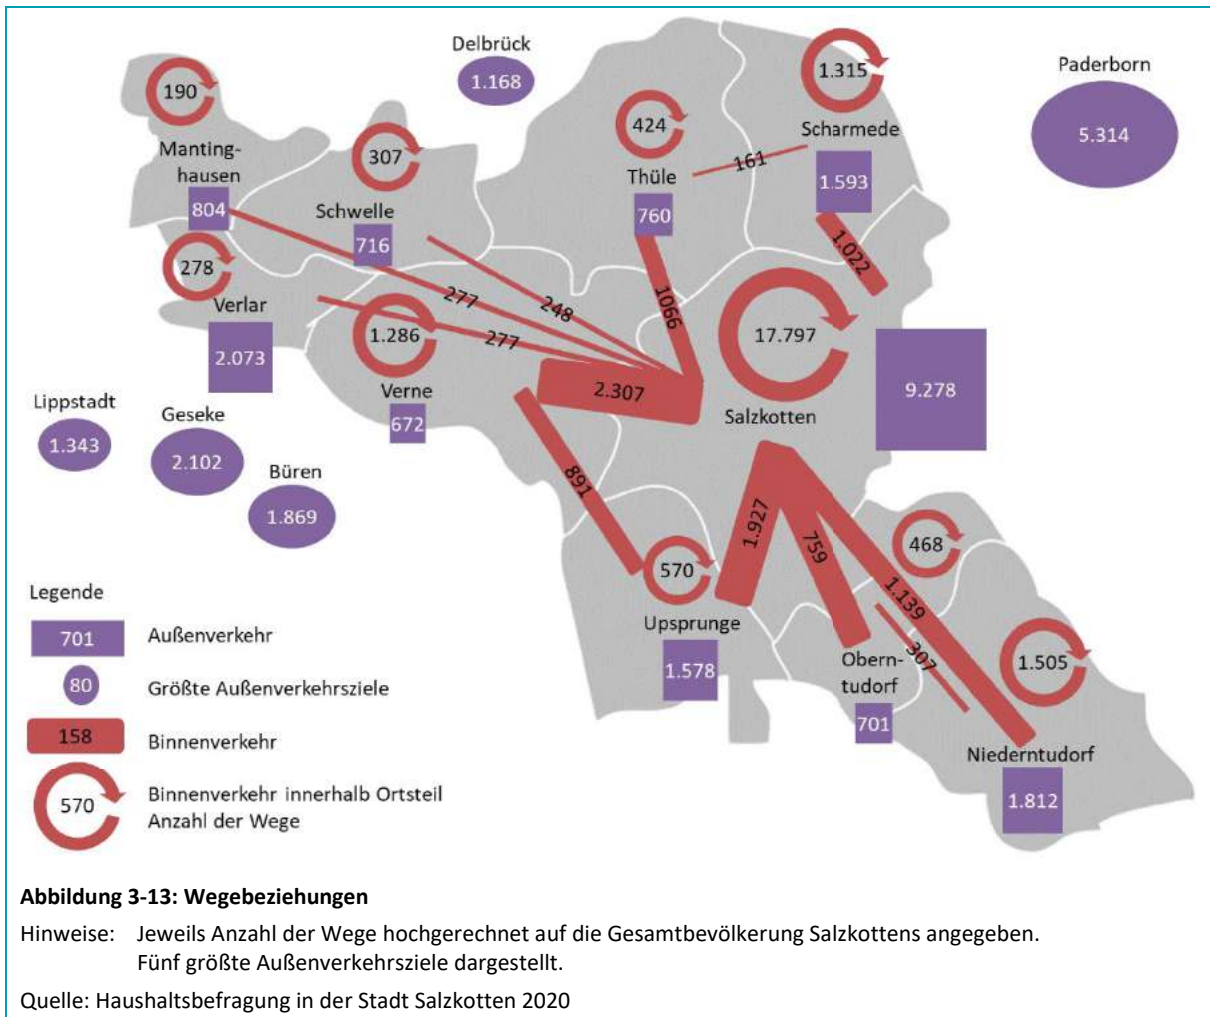 Delbrück
1.168
Paderborn
5.314
190
Manting-
hausen
804
307
Schwelle
716
424
Thüle
760
161
1.315
Scharmede
1.593
1.022
278
Verlar
2.073
277
248
277
1066
1.286
Verne
672
2.307
17.797
Salzkotten
9.278
Lippstadt
1.343
Geseke
2.102
Büren
1.869
891
1.927
759
1.139
307
468
570
Upsprunge
1.578
Obern-
tudorf
701
1.505
Niederntudorf
1.812
Legende
701 Außenverkehr
80 Größte Außenverkehrsziele
158 Binnenverkehr
570 Binnenverkehr innerhalb Ortsteil
Anzahl der Wege
Abbildung 3-13: Wegebeziehungen
Hinweise: Jeweils Anzahl der Wege hochgerechnet auf die Gesamtbevölkerung Salzkottens angegeben.
Fünf größte Außenverkehrsziele dargestellt.
Quelle: Haushaltsbefragung in der Stadt Salzkotten 2020